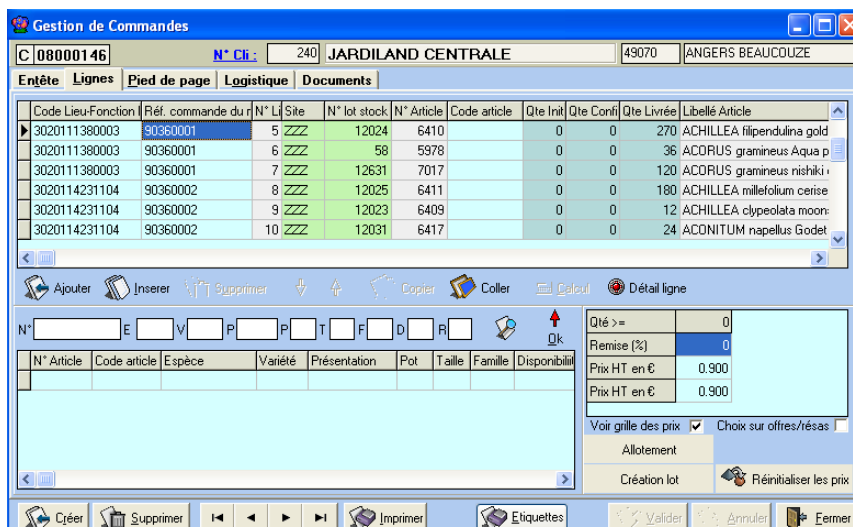 Gestion de Commandes
C 08000146 N° Cli : 240 JARDILAND CENTRALE 49070 ANGERS BEAUCOUZE
Entête Lignes Pied de page Logistique Documents
Code Lieu-Fonction Réf. commande du r N° Li Site N° lot stock N° Article Code article Qte Init Qte Confi Qte Livrée Libellé Article
3020111380003 90360001 5 ZZZ 12024 6410 0 0 270 ACHILLEA filipendulina gold
3020111380003 90360001 6 ZZZ 58 5978 0 0 36 ACORUS gramineus Aqua p
3020111380003 90360001 7 ZZZ 12631 7017 0 0 120 ACORUS gramineus nishiki
3020114231104 90360002 8 ZZZ 12025 6411 0 0 180 ACHILLEA millefolium cerise
3020114231104 90360002 9 ZZZ 12023 6409 0 0 12 ACHILLEA clypeolata moon
3020114231104 90360002 10 ZZZ 12031 6417 0 0 24 ACONITUM napellus Godet
Ajouter Inserer Supprimer Copier Coller Calcul Détail ligne
N° E V P P T F D R Ok
N° Article Code article Espèce Variété Présentation Pot Taille Famille Disponibilit
Qté >= 0
Remise (%) 0
Prix HT en € 0.900
Prix HT en € 0.900
Voir grille des prix Choix sur offres/résas
Allotement
Création lot Réinitialiser les prix
Créer Supprimer Imprimer Etiquettes Valider Annuler Fermer